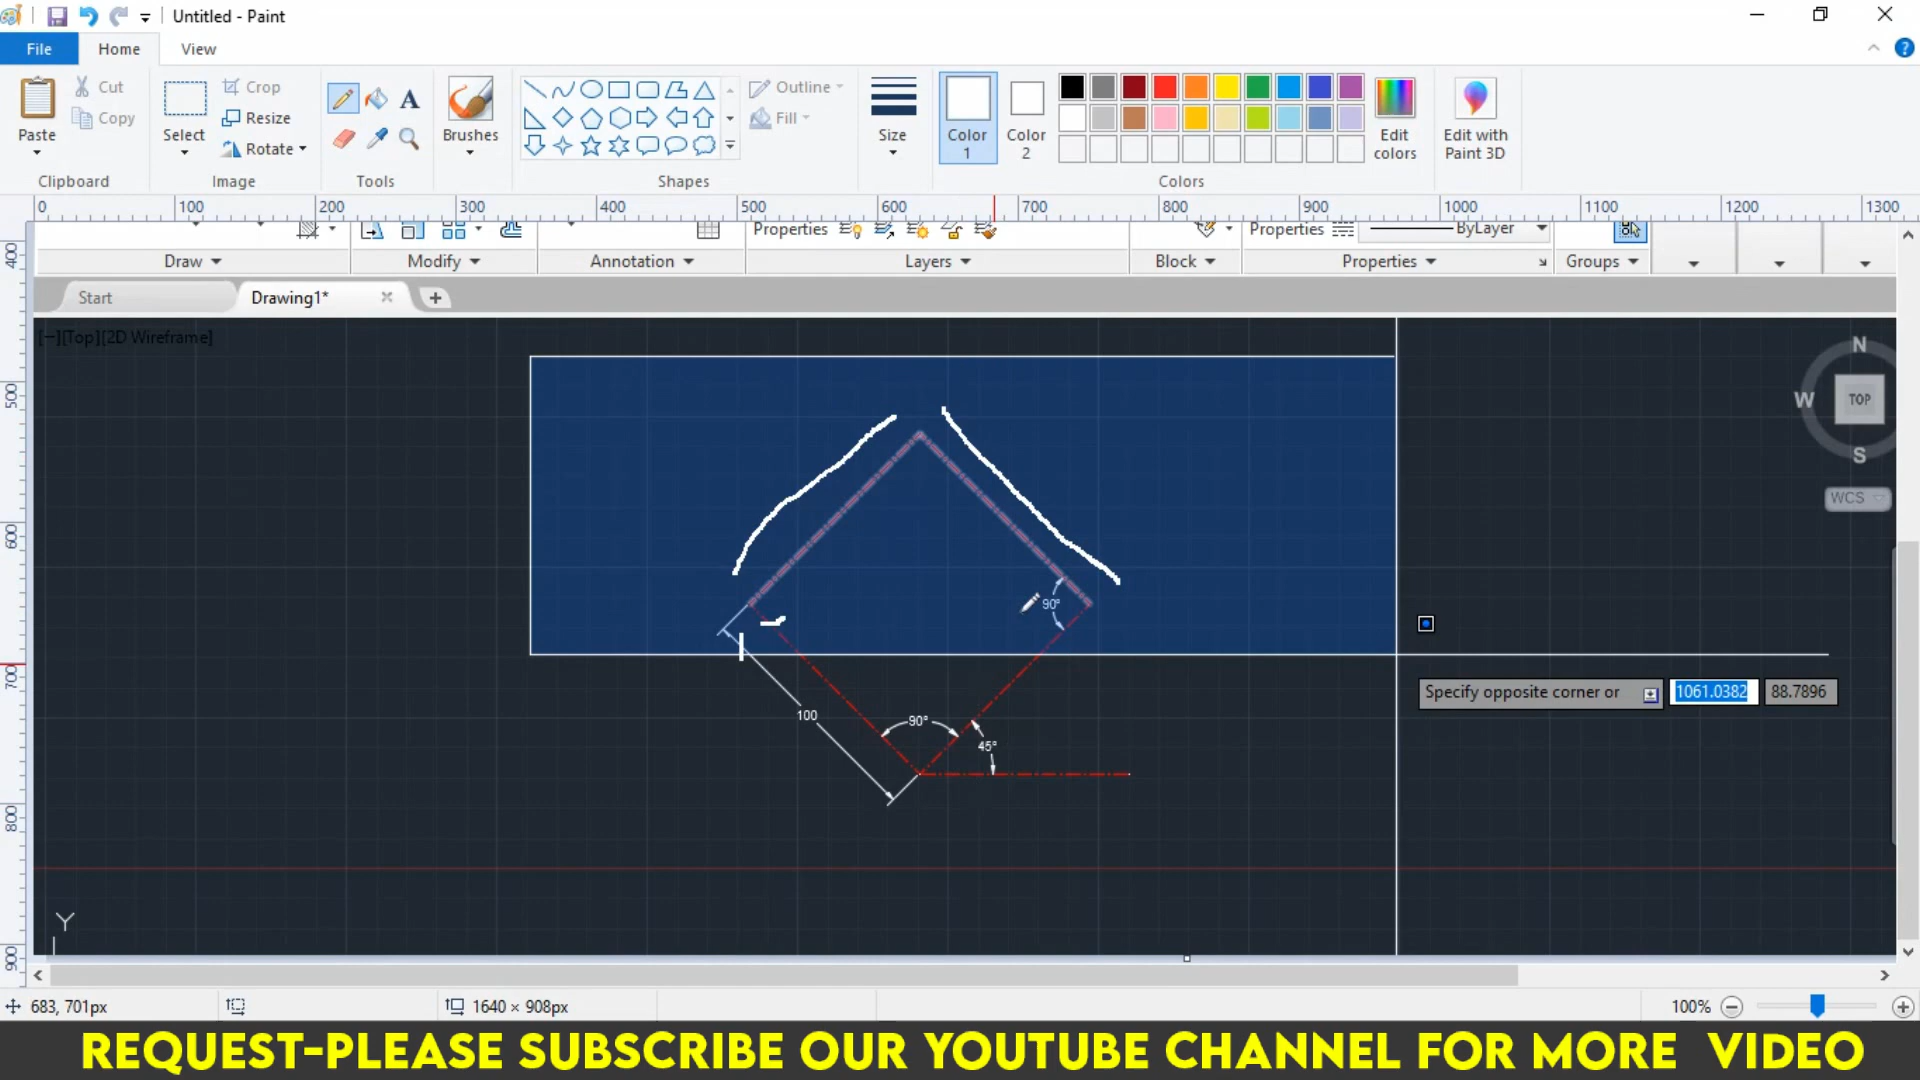 Untitled - Paint
File
Home
View
Paste
Cut
Copy
Clipboard
Select
Crop
Resize
Rotate
Image
Tools
Brushes
Shapes
Outline
Fill
Size
Color
1
Color
2
Colors
Edit
colors
Edit with
Paint 3D
0 100 200 300 400 500 600 700 800 900 1000 1100 1200 1300
400
500
600
700
800
900
Properties
Properties
ByLayer
Draw
Modify
Annotation
Layers
Block
Properties
Groups
Start
Drawing1*
[−][Top][2D Wireframe]
N
W
TOP
S
WCS
90°
100
90°
45°
Specify opposite corner or
1061.0382
88.7896
Y
683, 701px
1640 × 908px
100%
REQUEST-PLEASE SUBSCRIBE OUR YOUTUBE CHANNEL FOR MORE VIDEO